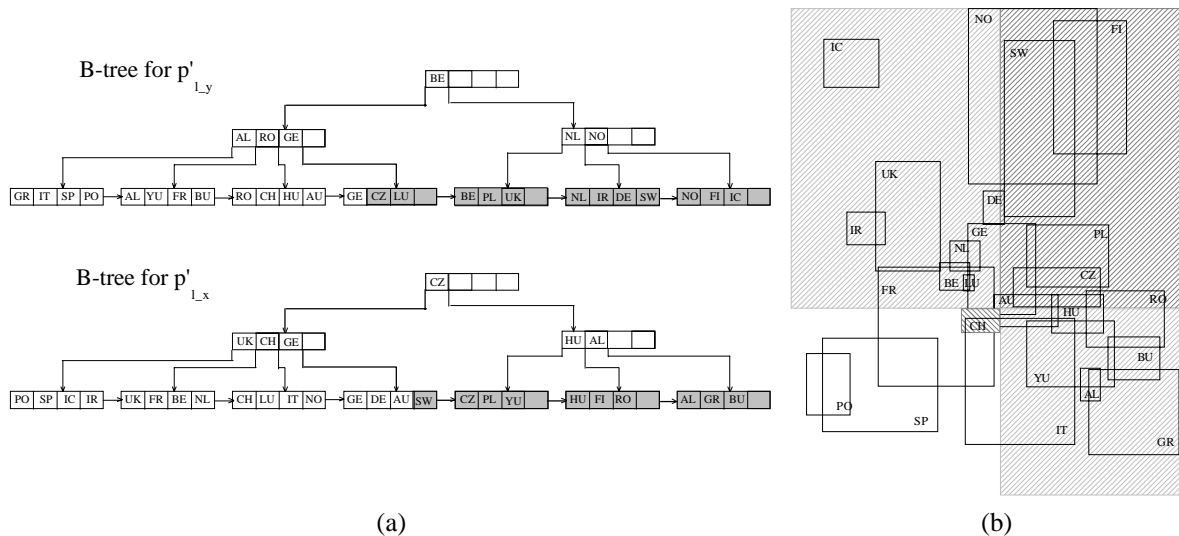 B-tree for p'l_y
BE
AL RO GE
NL NO
GR IT SP PO AL YU FR BU RO CH HU AU GE CZ LU BE PL UK NL IR DE SW NO FI IC
B-tree for p'l_x
CZ
UK CH GE
HU AL
PO SP IC IR UK FR BE NL CH LU IT NO GE DE AU SW CZ PL YU HU FI RO AL GR BU
(a)
NO
FI
IC
SW
UK
DE
IR
GE
PL
NL
CZ
BE LU
FR
AU
RO
HU
CH
BU
YU
AL
PO
SP
IT
GR
(b)